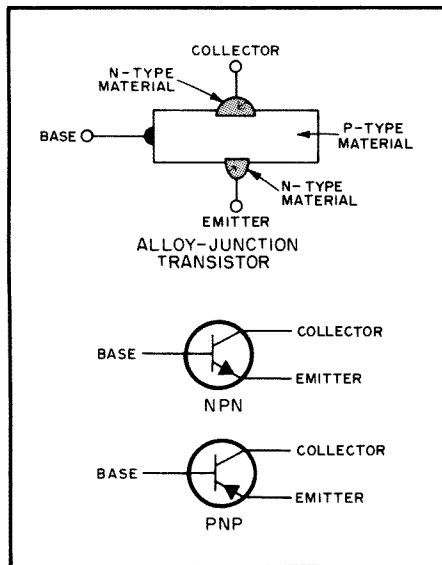 COLLECTOR
N-TYPE
MATERIAL
BASE
P-TYPE
MATERIAL
N-TYPE
MATERIAL
EMITTER
ALLOY-JUNCTION
TRANSISTOR
COLLECTOR
BASE
EMITTER
NPN
COLLECTOR
BASE
EMITTER
PNP